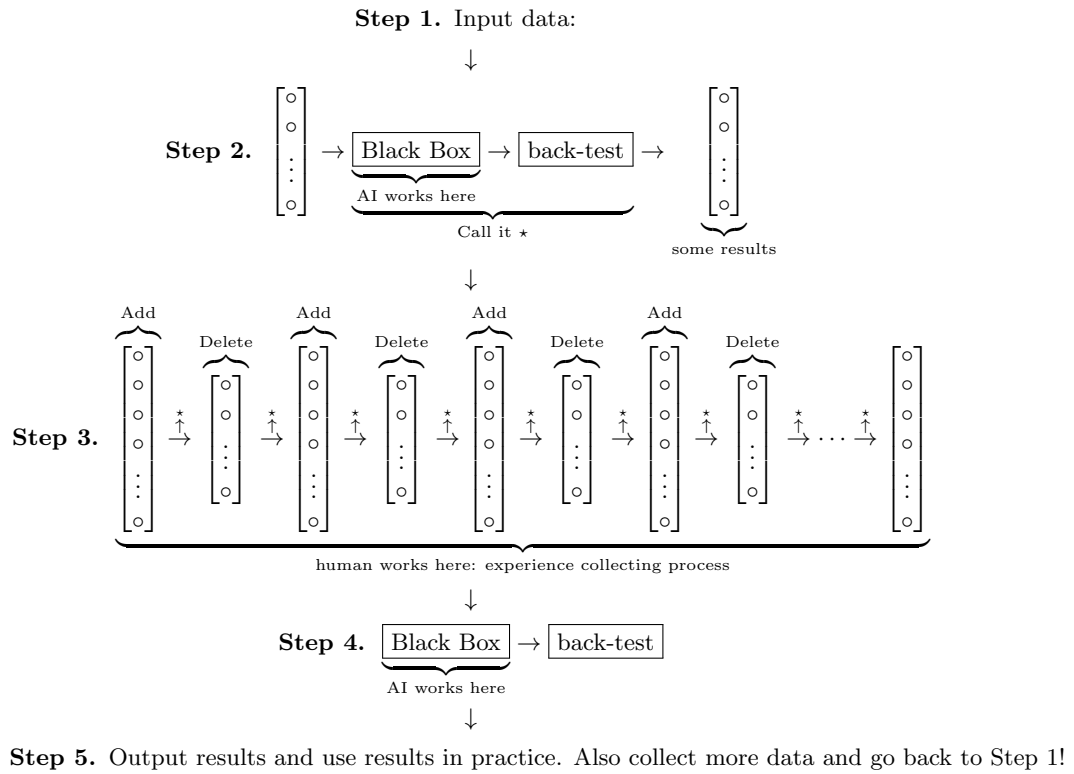 Step 1. Input data:
↓
Step 2. → Black Box → back-test →
AI works here
Call it ⋆
some results
↓
Add Add Add Add
Delete Delete Delete Delete
Step 3. ⋆ ⋆ ⋆ ⋆ ⋆ ⋆ ⋆ ⋆ ⋯ ⋆
human works here: experience collecting process
↓
Step 4. Black Box → back-test
AI works here
↓
Step 5. Output results and use results in practice. Also collect more data and go back to Step 1!